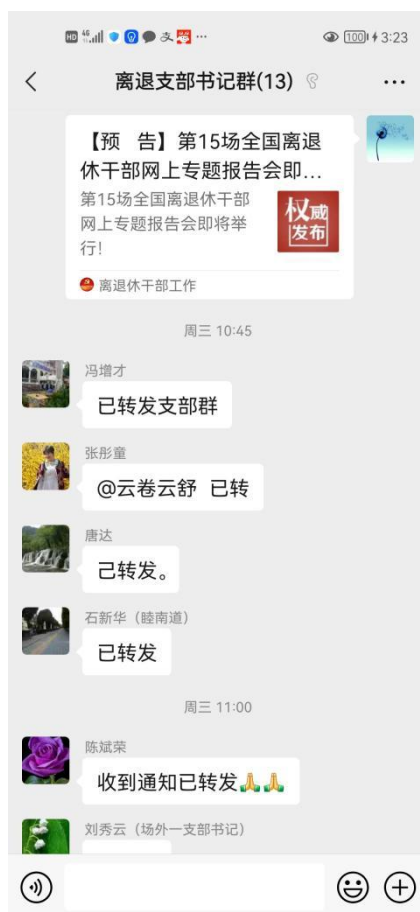 HD 4G 100 3:23
离退支部书记群(13)
【预 告】第15场全国离退
休干部网上专题报告会即...
第15场全国离退休干部
网上专题报告会即将举
行!
权威
发布
离退休干部工作
周三 10:45
冯增才
已转发支部群
张彤童
@云卷云舒 已转
唐达
己转发。
石新华（睦南道）
已转发
周三 11:00
陈斌荣
收到通知已转发🙏🙏
刘秀云（场外一支部书记）